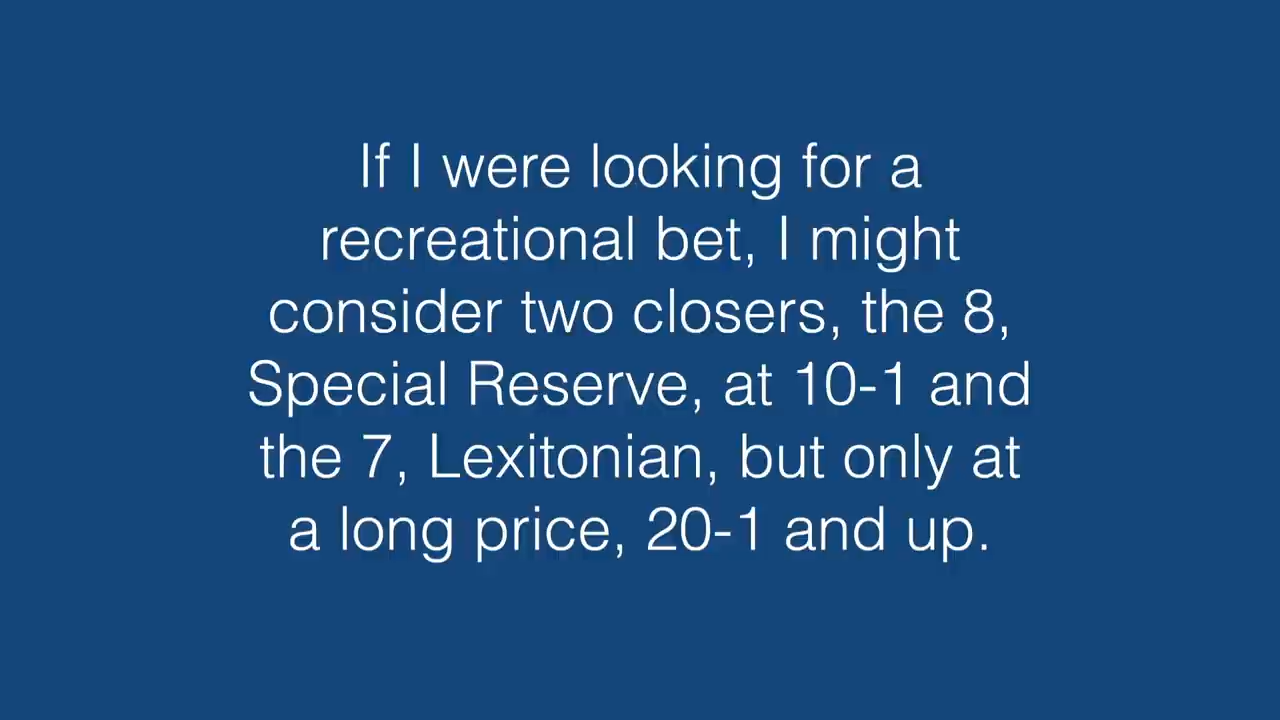 If I were looking for a
recreational bet, I might
consider two closers, the 8,
Special Reserve, at 10-1 and
the 7, Lexitonian, but only at
a long price, 20-1 and up.